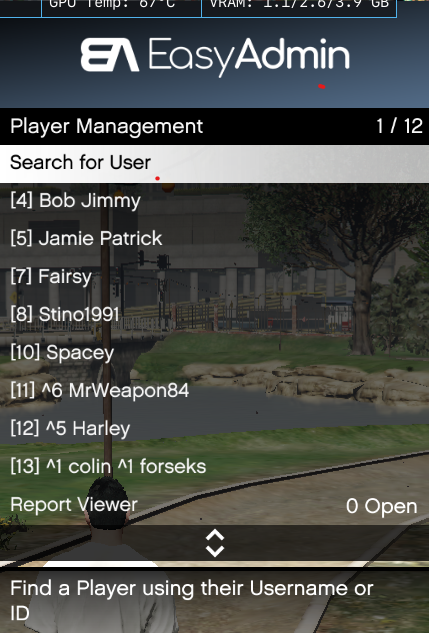 GPU Temp: 67°C VRAM: 1.1/2.6/3.9 GB
EasyAdmin
Player Management 1 / 12
Search for User
[4] Bob Jimmy
[5] Jamie Patrick
[7] Fairsy
[8] Stino1991
[10] Spacey
[11] ^6 MrWeapon84
[12] ^5 Harley
[13] ^1 colin ^1 forseks
Report Viewer 0 Open
Find a Player using their Username or
ID